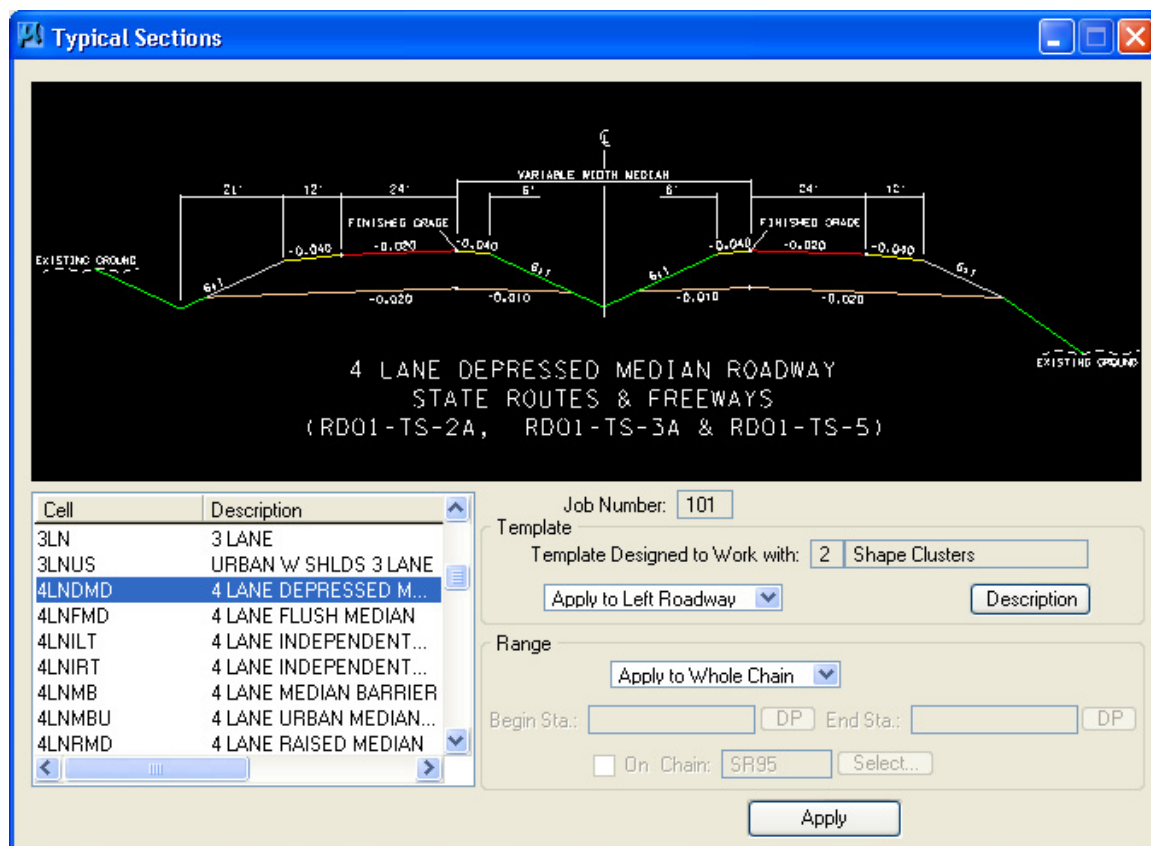 Typical Sections
℄
VARIABLE WIDTH MEDIAN
21' 12' 24' 6' 6' 24' 12'
FINISHED GRADE FINISHED GRADE
EXISTING GROUND -0.040 -0.020 -0.040 -0.040 -0.020 -0.040
6:1 6:1 6:1 6:1
-0.020 -0.010 -0.010 -0.020
EXISTING GROUND
4 LANE DEPRESSED MEDIAN ROADWAY
STATE ROUTES & FREEWAYS
(RD01-TS-2A, RD01-TS-3A & RD01-TS-5)
Cell Description
3LN 3 LANE
3LNUS URBAN W SHLDS 3 LANE
4LNDMD 4 LANE DEPRESSED M...
4LNFMD 4 LANE FLUSH MEDIAN
4LNILT 4 LANE INDEPENDENT...
4LNIRT 4 LANE INDEPENDENT...
4LNMB 4 LANE MEDIAN BARRIER
4LNMBU 4 LANE URBAN MEDIAN...
4LNRMD 4 LANE RAISED MEDIAN
Job Number: 101
Template
Template Designed to Work with: 2 Shape Clusters
Apply to Left Roadway Description
Range
Apply to Whole Chain
Begin Sta.: DP End Sta.: DP
On Chain: SR95 Select...
Apply